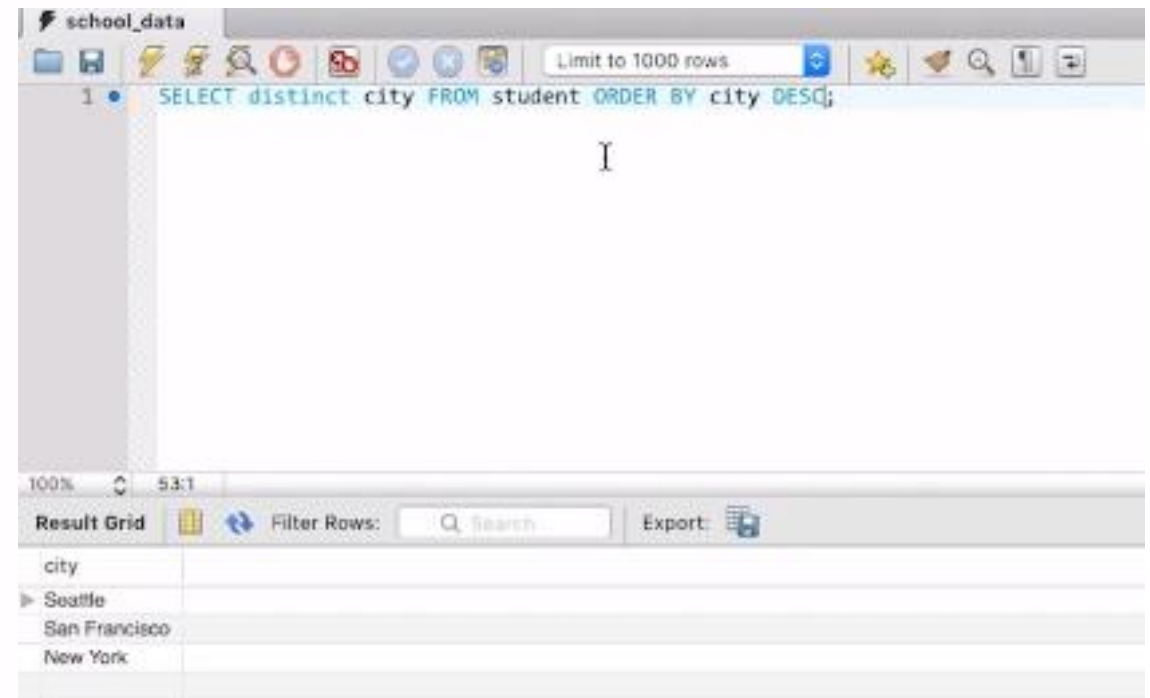 school_data
Limit to 1000 rows
1 SELECT distinct city FROM student ORDER BY city DESC;
100% 53:1
Result Grid Filter Rows: Search Export:
city
Seattle
San Francisco
New York